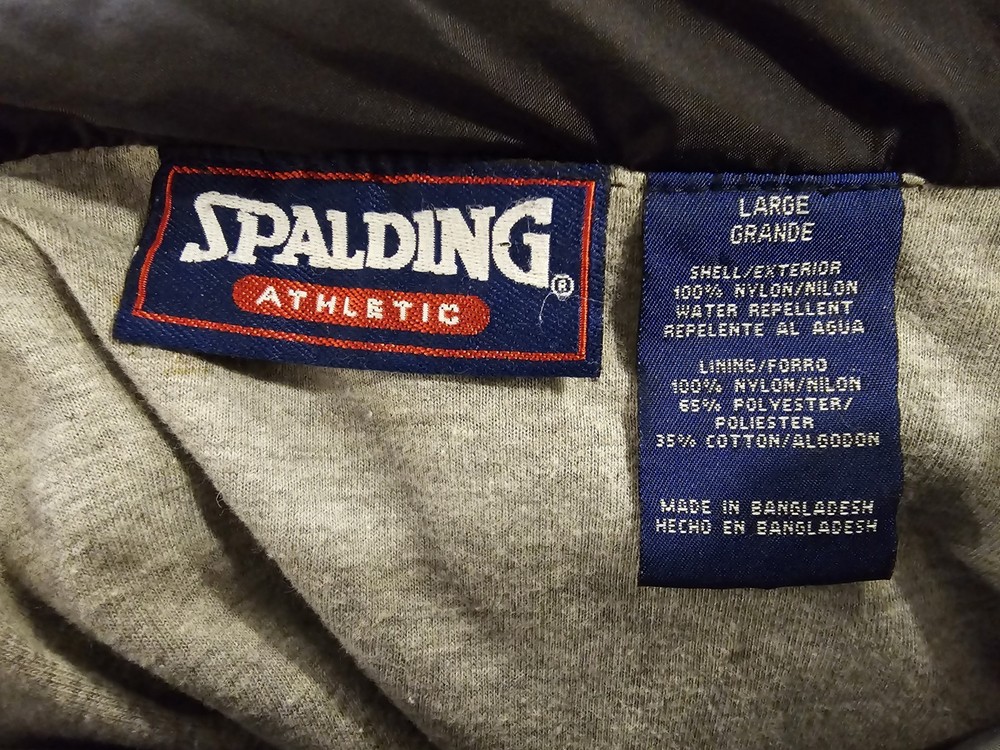 SPALDING®
ATHLETIC
LARGE
GRANDE
SHELL/EXTERIOR
100% NYLON/NILON
WATER REPELLENT
REPELENTE AL AGUA
LINING/FORRO
100% NYLON/NILON
65% POLYESTER/
POLIESTER
35% COTTON/ALGODON
MADE IN BANGLADESH
HECHO EN BANGLADESH